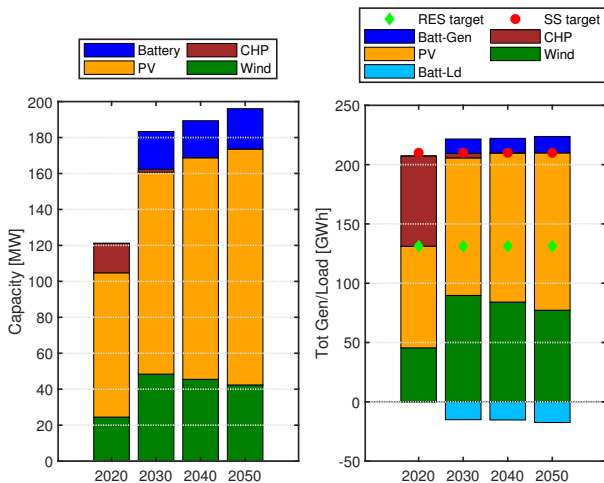 Battery CHP
PV Wind
200
180
160
140
120
100
80
60
40
20
0
Capacity [MW]
2020 2030 2040 2050
RES target SS target
Batt-Gen CHP
PV Wind
Batt-Ld
250
200
150
100
50
0
-50
Tot Gen/Load [GWh]
2020 2030 2040 2050